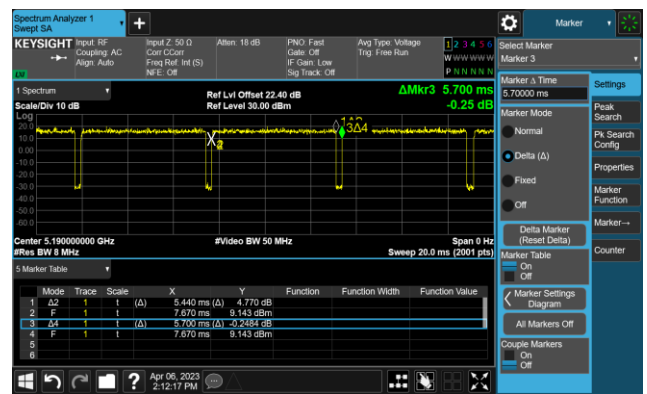 Spectrum Analyzer 1
Swept SA
Marker
KEYSIGHT
Input: RF
Coupling: AC
Align: Auto
Input Z: 50 Ω
Corr CCorr
Freq Ref: Int (S)
NFE: Off
Atten: 18 dB
PNO: Fast
Gate: Off
IF Gain: Low
Sig Track: Off
Avg Type: Voltage
Trig: Free Run
1 2 3 4 5 6
W W W W W W
P N N N N N
LXI
Select Marker
Marker 3
1 Spectrum
Scale/Div 10 dB
Ref Lvl Offset 22.40 dB
Ref Level 30.00 dBm
ΔMkr3 5.700 ms
-0.25 dB
Log
20.0
10.0
0.00
-10.0
-20.0
-30.0
-40.0
-50.0
-60.0
1Δ2
3Δ4
Center 5.190000000 GHz
#Res BW 8 MHz
#Video BW 50 MHz
Span 0 Hz
Sweep 20.0 ms (2001 pts)
5 Marker Table
Mode Trace Scale X Y Function Function Width Function Value
1 Δ2 1 t (Δ) 5.440 ms (Δ) 4.770 dB
2 F 1 t 7.670 ms 9.143 dBm
3 Δ4 1 t (Δ) 5.700 ms (Δ) -0.2484 dB
4 F 1 t 7.670 ms 9.143 dBm
5
6
Marker Δ Time
5.70000 ms
Marker Mode
Normal
Delta (Δ)
Fixed
Off
Delta Marker
(Reset Delta)
Marker Table
On
Off
Marker Settings
Diagram
All Markers Off
Couple Markers
On
Off
Settings
Peak
Search
Pk Search
Config
Properties
Marker
Function
Marker→
Counter
Apr 06, 2023
2:12:17 PM